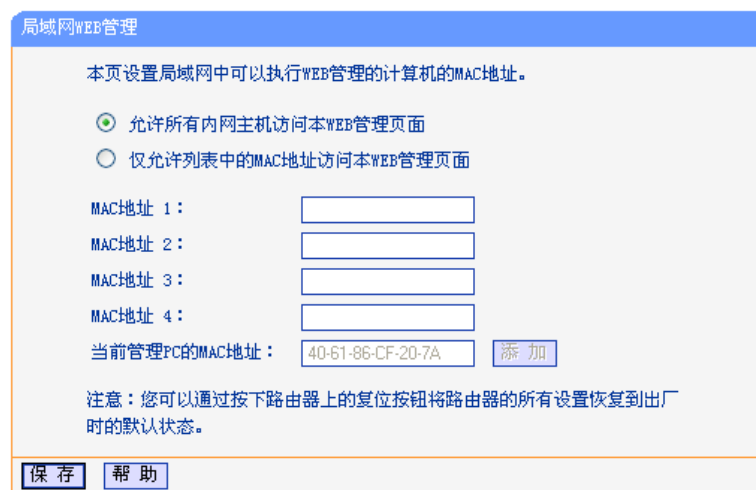 局域网WEB管理
本页设置局域网中可以执行WEB管理的计算机的MAC地址。
允许所有内网主机访问本WEB管理页面
仅允许列表中的MAC地址访问本WEB管理页面
MAC地址 1：
MAC地址 2：
MAC地址 3：
MAC地址 4：
当前管理PC的MAC地址： 40-61-86-CF-20-7A 添 加
注意：您可以通过按下路由器上的复位按钮将路由器的所有设置恢复到出厂
时的默认状态。
保 存 帮 助